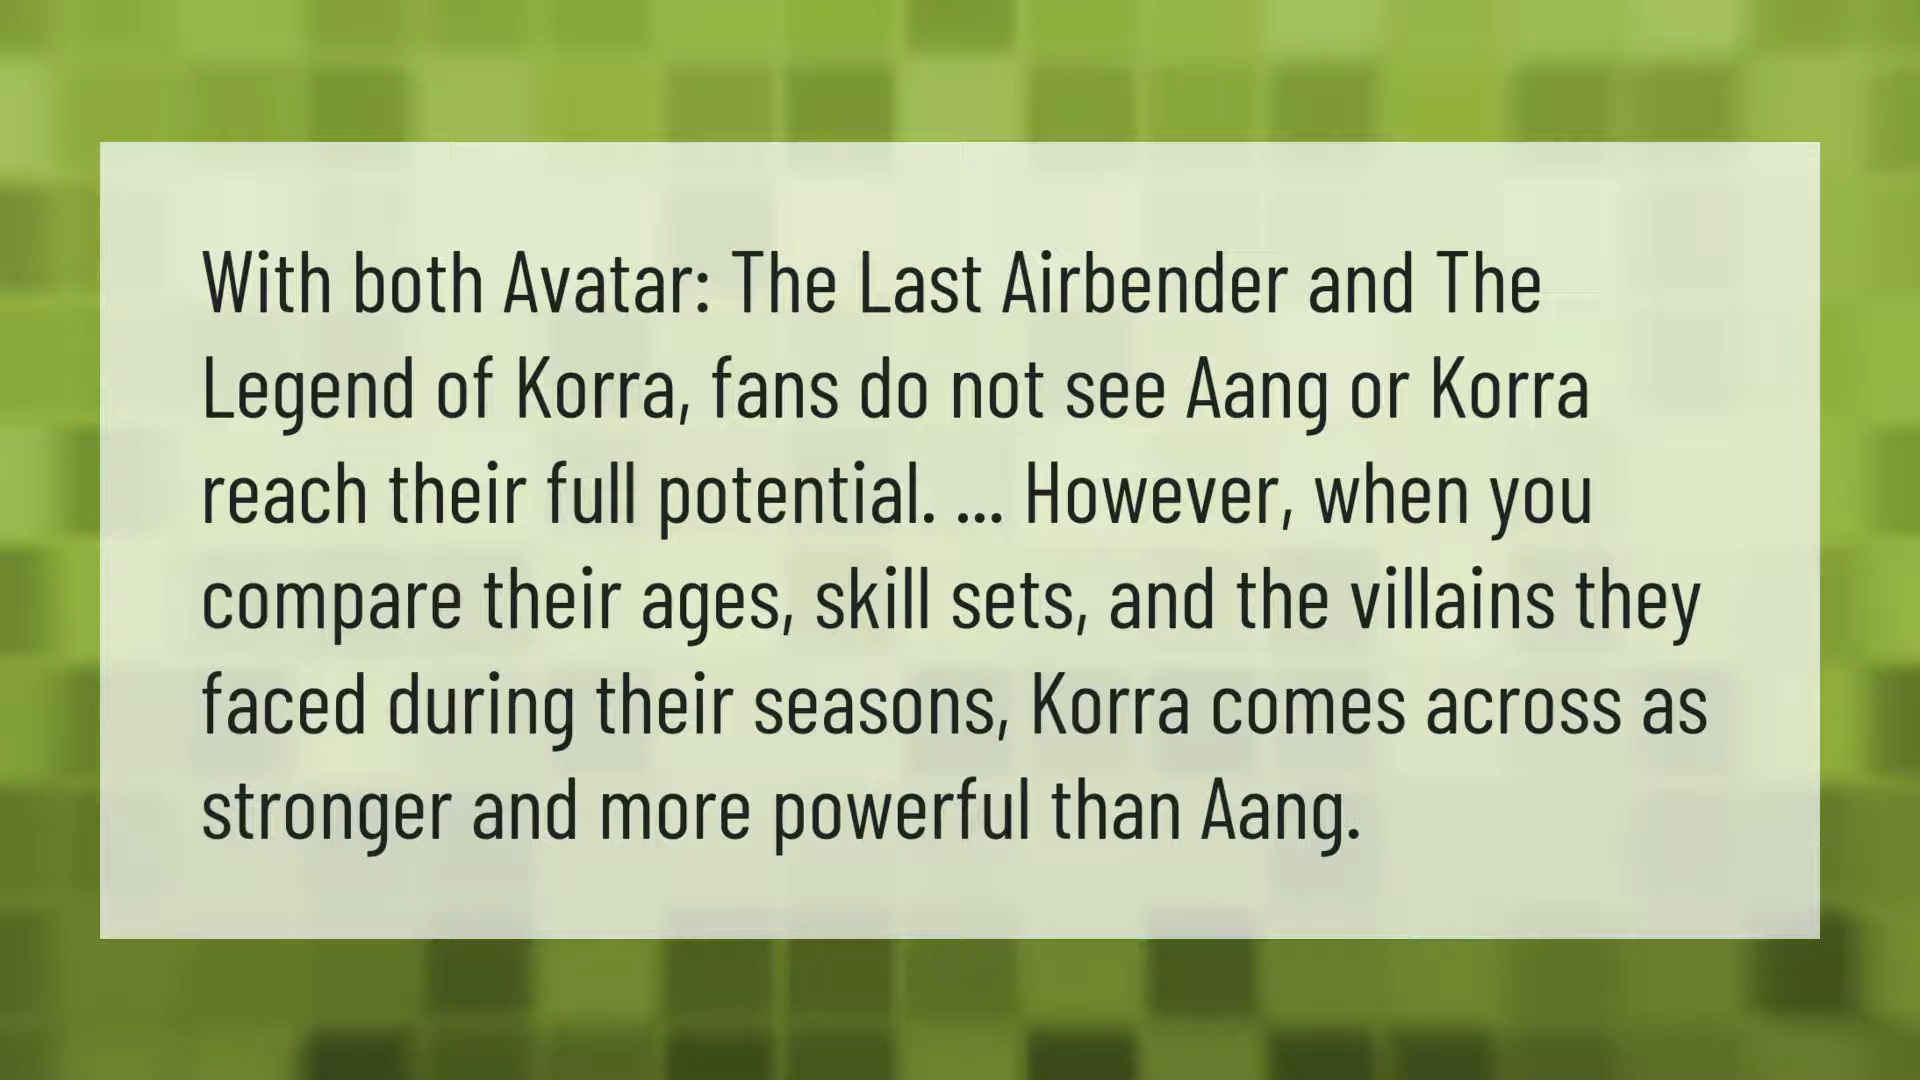 With both Avatar: The Last Airbender and The
Legend of Korra, fans do not see Aang or Korra
reach their full potential. ... However, when you
compare their ages, skill sets, and the villains they
faced during their seasons, Korra comes across as
stronger and more powerful than Aang.